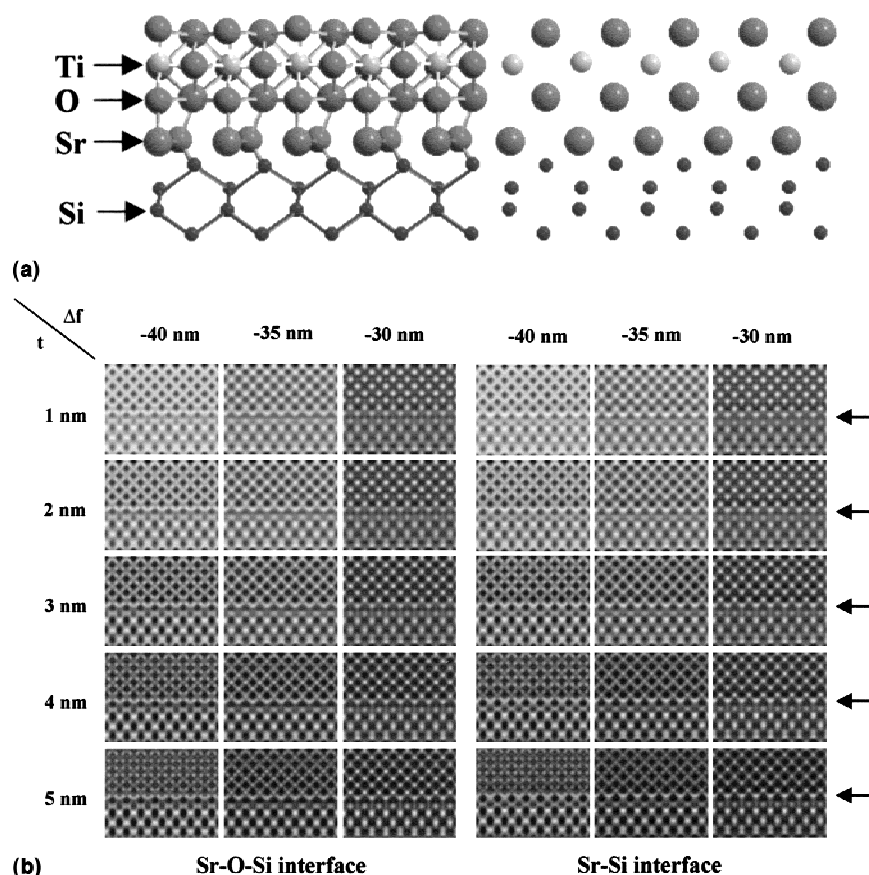 Ti
O
Sr
Si
(a)
Δf
t
-40 nm -35 nm -30 nm -40 nm -35 nm -30 nm
1 nm
2 nm
3 nm
4 nm
5 nm
(b) Sr-O-Si interface Sr-Si interface